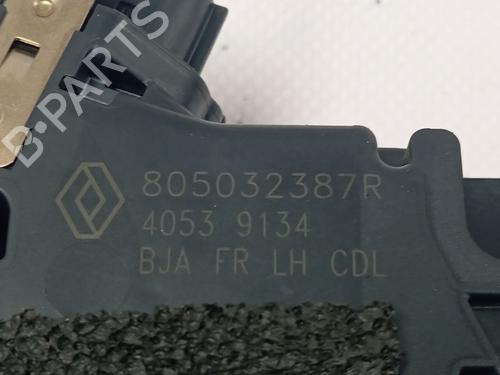 B-PARTS
805032387R
4053 9134
BJA FR LH CDL